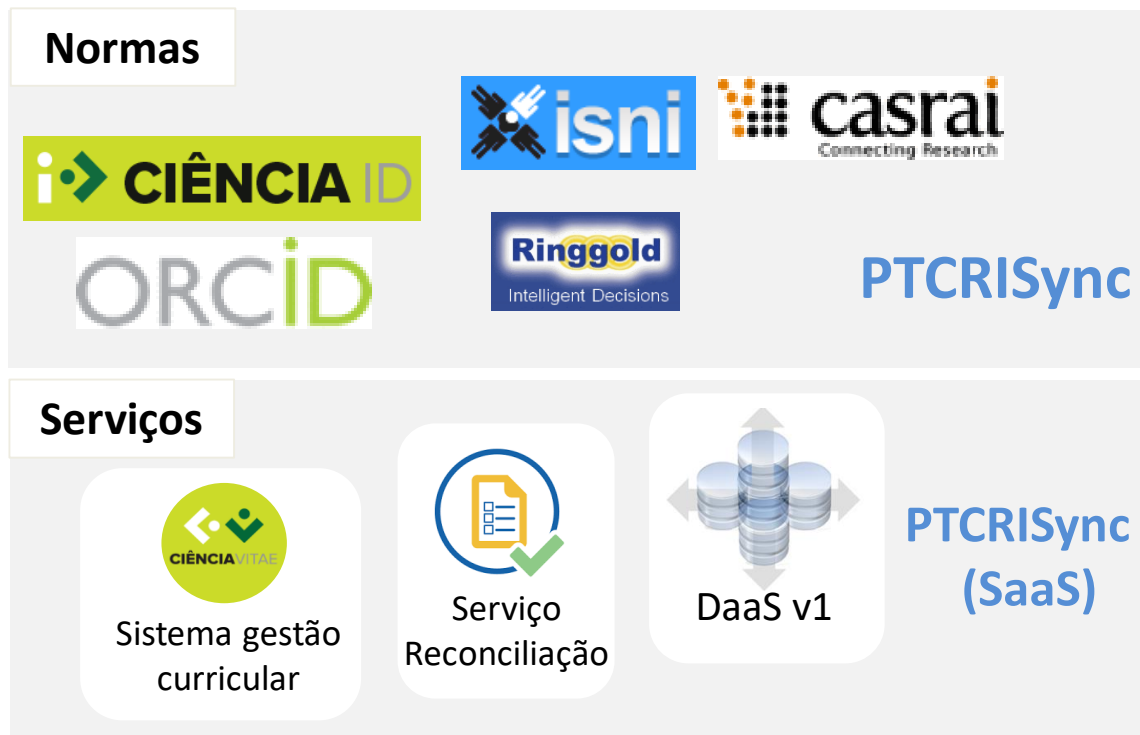 Normas
isni
casrai
Connecting Research
CIÊNCIA ID
ORCiD
Ringgold
Intelligent Decisions
PTCRISync
Serviços
CIÊNCIAVITAE
Sistema gestão
curricular
Serviço
Reconciliação
DaaS v1
PTCRISync
(SaaS)